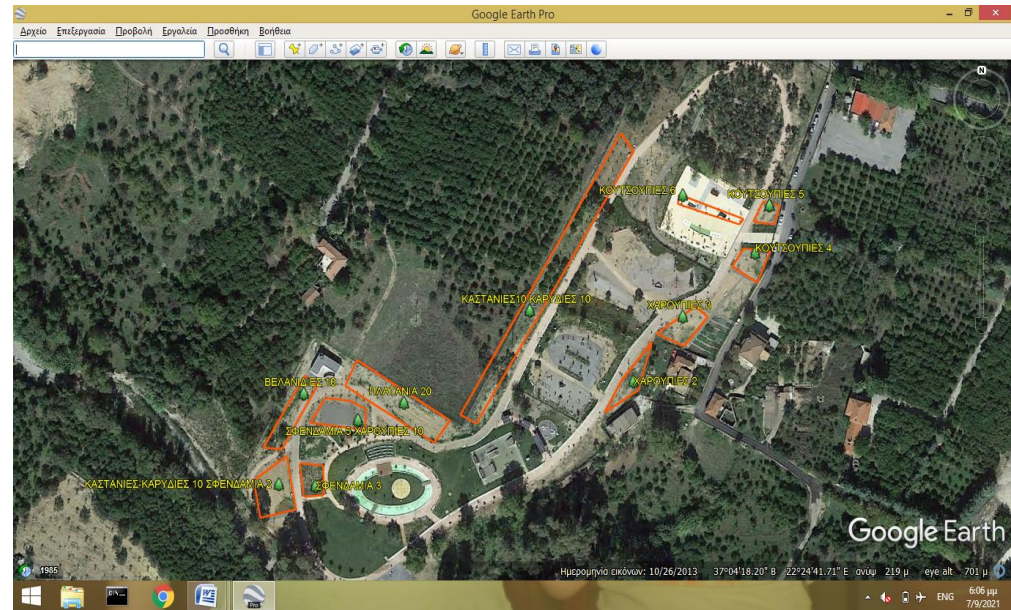 Google Earth Pro
Αρχείο Επεξεργασία Προβολή Εργαλεία Προσθήκη Βοήθεια
N
ΚΟΥΤΣΟΥΠΙΕΣ 6
ΚΟΥΤΣΟΥΠΙΕΣ 5
ΚΟΥΤΣΟΥΠΙΕΣ 4
ΚΑΣΤΑΝΙΕΣ10 ΚΑΡΥΔΙΕΣ 10
ΧΑΡΟΥΠΙΕΣ 3
ΧΑΡΟΥΠΙΕΣ 2
ΒΕΛΑΝΙΔΙΕΣ
ΠΛΑΤΑΝΙΑ 20
ΣΦΕΝΔΑΜΙΑ 3 ΧΑΡΟΥΠΙΕΣ 10
ΚΑΣΤΑΝΙΕΣ-ΚΑΡΥΔΙΕΣ 10 ΣΦΕΝΔΑΜΙΑ 2
ΣΦΕΝΔΑΜΙΑ 3
Google Earth
1985
Ημερομηνία εικόνων: 10/26/2013 37°04'18.20" Β 22°24'41.71" Ε ανύψ 219 μ eye alt 701 μ
ENG
6:06 μμ
7/9/2021